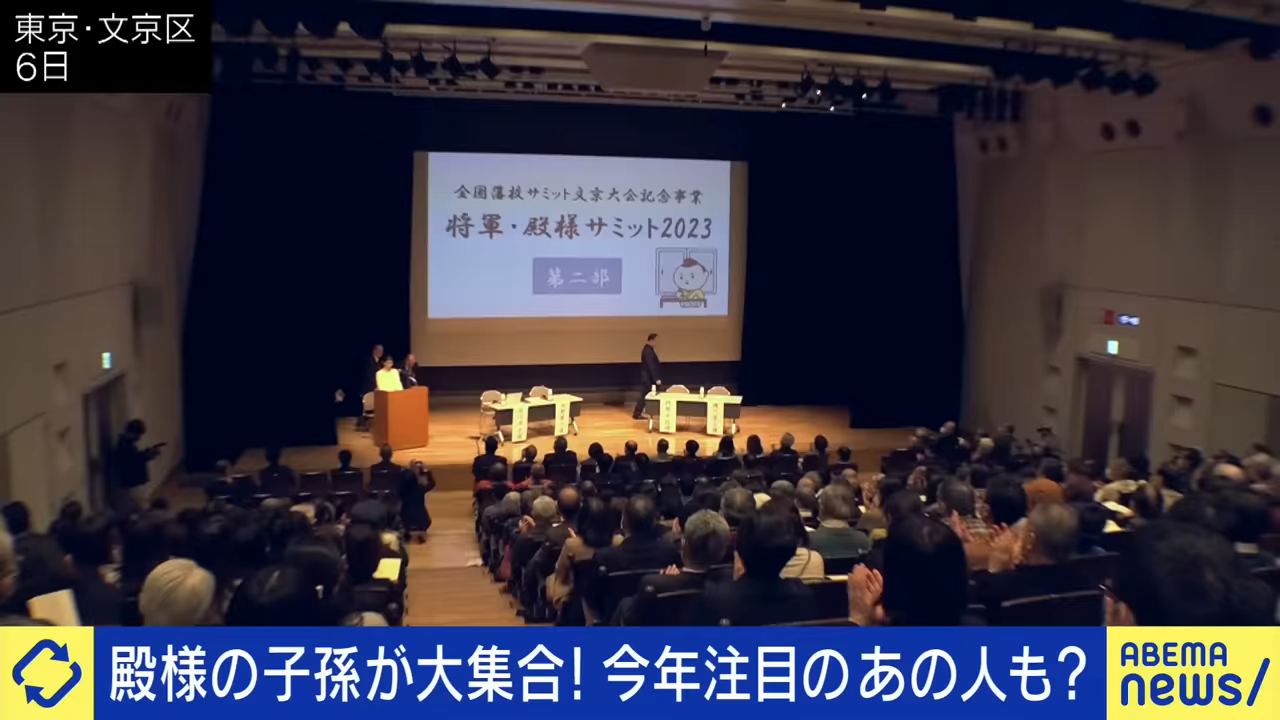 東京・文京区
6日
全国藩校サミット文京大会記念事業
将軍・殿様サミット2023
第二部
殿様の子孫が大集合! 今年注目のあの人も?
ABEMA
news/